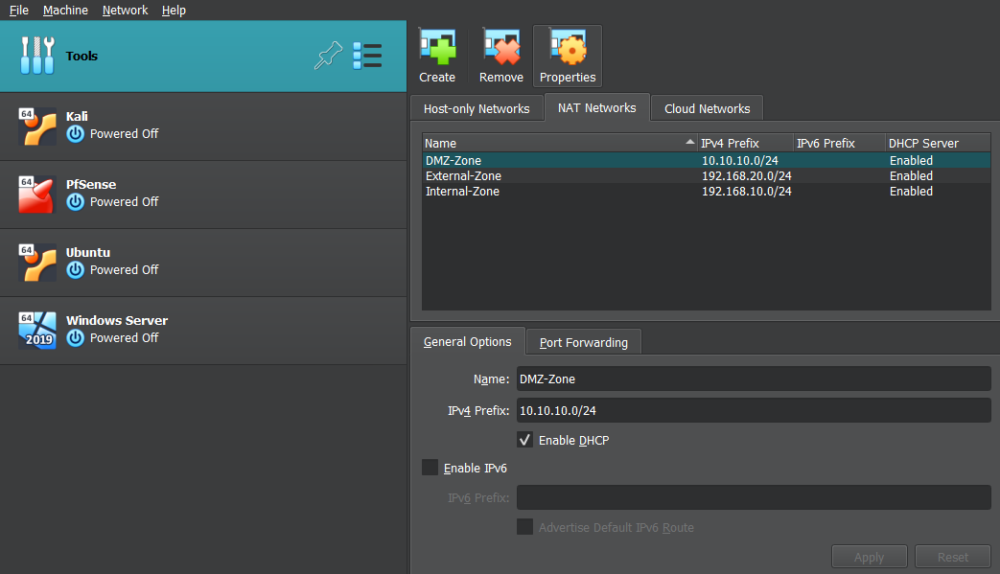 File Machine Network Help
Tools
64
Kali
Powered Off
64
PfSense
Powered Off
64
Ubuntu
Powered Off
64
2019
Windows Server
Powered Off
Create Remove Properties
Host-only Networks NAT Networks Cloud Networks
Name IPv4 Prefix IPv6 Prefix DHCP Server
DMZ-Zone 10.10.10.0/24 Enabled
External-Zone 192.168.20.0/24 Enabled
Internal-Zone 192.168.10.0/24 Enabled
General Options Port Forwarding
Name: DMZ-Zone
IPv4 Prefix: 10.10.10.0/24
Enable DHCP
Enable IPv6
IPv6 Prefix:
Advertise Default IPv6 Route
Apply Reset